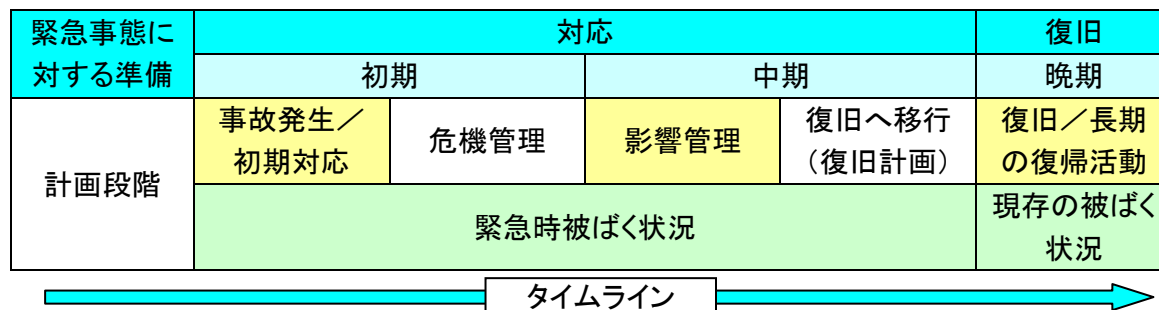 緊急事態に
対する準備
対応
復旧
初期
中期
晩期
計画段階
事故発生／
初期対応
危機管理
影響管理
復旧へ移行
（復旧計画）
復旧／長期
の復帰活動
緊急時被ばく状況
現存の被ばく
状況
タイムライン